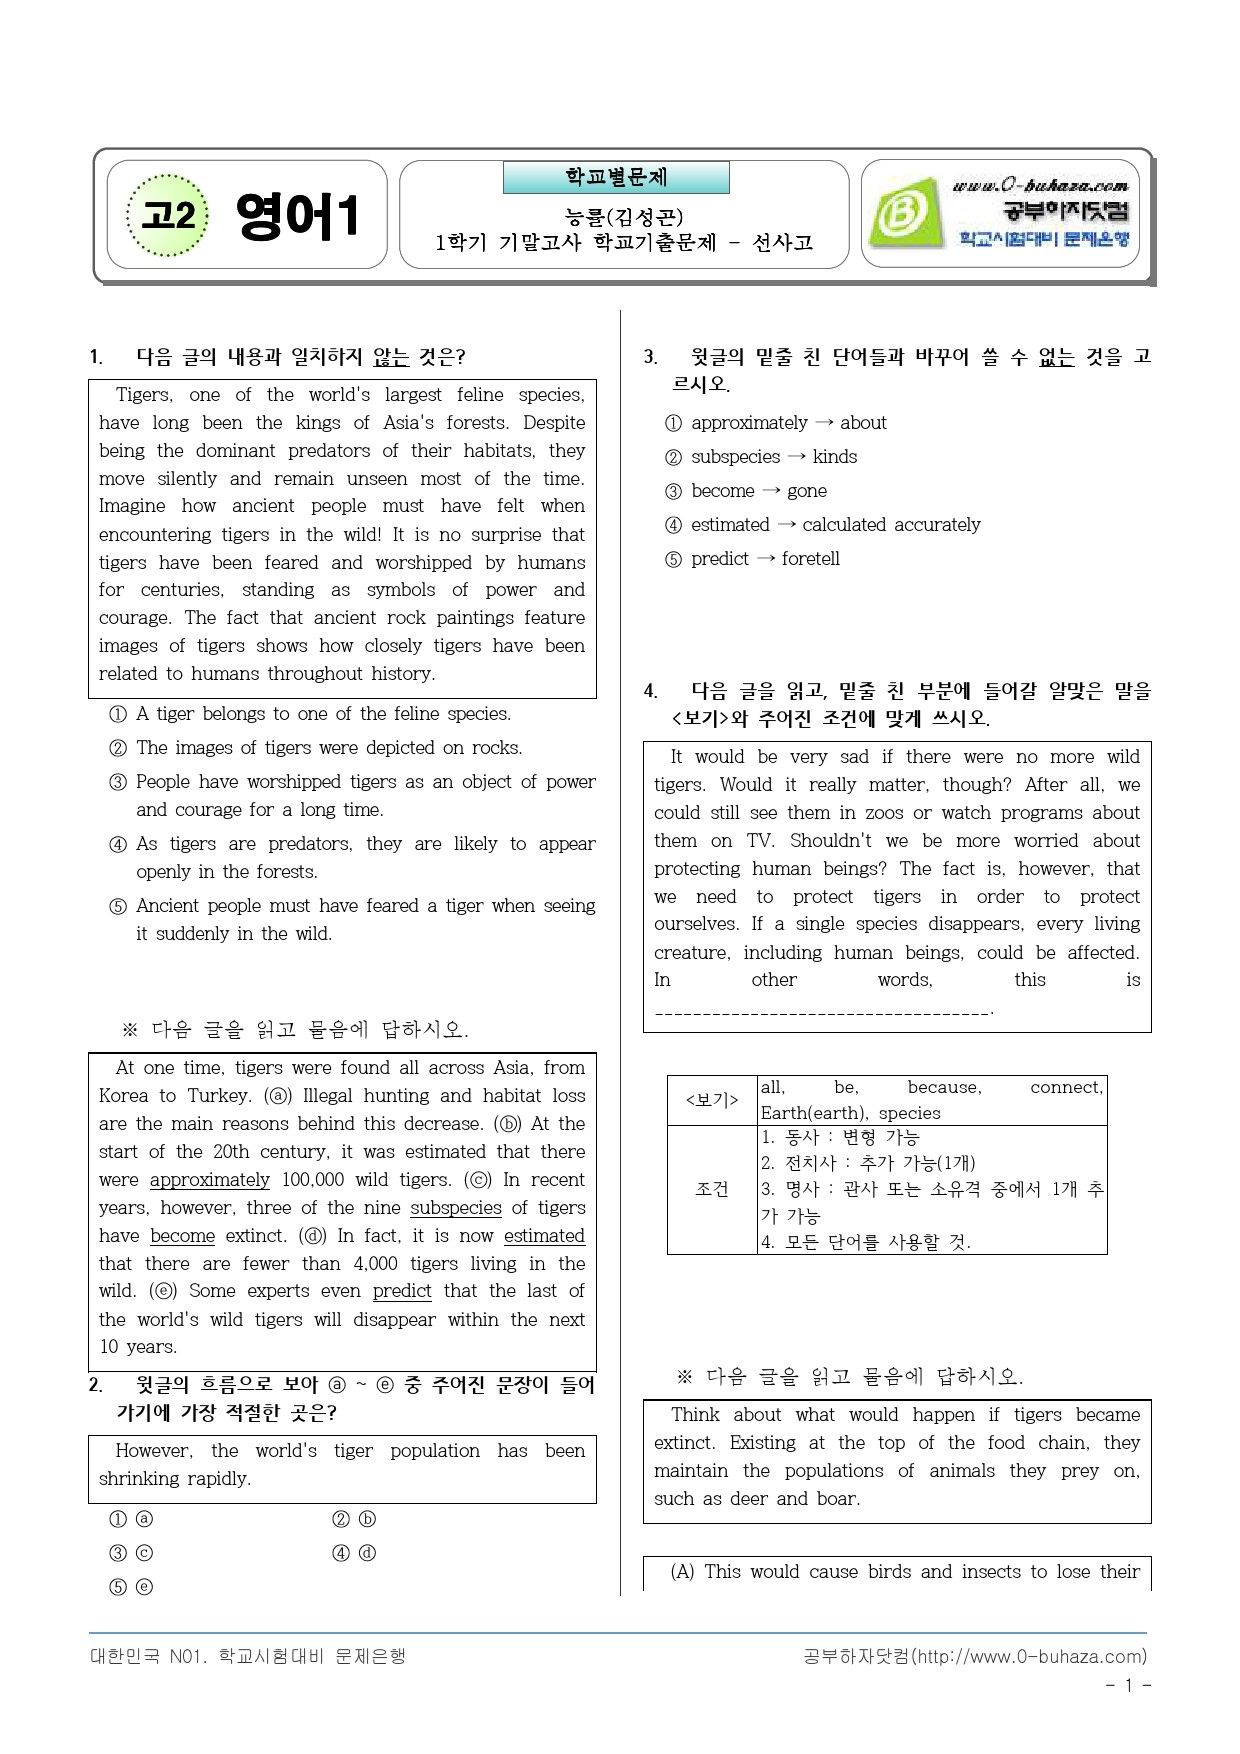 고2
영어1
학교별문제
능률(김성곤)
1학기 기말고사 학교기출문제 - 선사고
www.0-buhaza.com
공부하자닷컴
학교시험대비 문제은행
1. 다음 글의 내용과 일치하지 않는 것은?
Tigers, one of the world's largest feline species,
have long been the kings of Asia's forests. Despite
being the dominant predators of their habitats, they
move silently and remain unseen most of the time.
Imagine how ancient people must have felt when
encountering tigers in the wild! It is no surprise that
tigers have been feared and worshipped by humans
for centuries, standing as symbols of power and
courage. The fact that ancient rock paintings feature
images of tigers shows how closely tigers have been
related to humans throughout history.
① A tiger belongs to one of the feline species.
② The images of tigers were depicted on rocks.
③ People have worshipped tigers as an object of power
and courage for a long time.
④ As tigers are predators, they are likely to appear
openly in the forests.
⑤ Ancient people must have feared a tiger when seeing
it suddenly in the wild.
※ 다음 글을 읽고 물음에 답하시오.
At one time, tigers were found all across Asia, from
Korea to Turkey. (ⓐ) Illegal hunting and habitat loss
are the main reasons behind this decrease. (ⓑ) At the
start of the 20th century, it was estimated that there
were approximately 100,000 wild tigers. (ⓒ) In recent
years, however, three of the nine subspecies of tigers
have become extinct. (ⓓ) In fact, it is now estimated
that there are fewer than 4,000 tigers living in the
wild. (ⓔ) Some experts even predict that the last of
the world's wild tigers will disappear within the next
10 years.
2. 윗글의 흐름으로 보아 ⓐ ~ ⓔ 중 주어진 문장이 들어
가기에 가장 적절한 곳은?
However, the world's tiger population has been
shrinking rapidly.
① ⓐ ② ⓑ
③ ⓒ ④ ⓓ
⑤ ⓔ
3. 윗글의 밑줄 친 단어들과 바꾸어 쓸 수 없는 것을 고
르시오.
① approximately → about
② subspecies → kinds
③ become → gone
④ estimated → calculated accurately
⑤ predict → foretell
4. 다음 글을 읽고, 밑줄 친 부분에 들어갈 알맞은 말을
<보기>와 주어진 조건에 맞게 쓰시오.
It would be very sad if there were no more wild
tigers. Would it really matter, though? After all, we
could still see them in zoos or watch programs about
them on TV. Shouldn't we be more worried about
protecting human beings? The fact is, however, that
we need to protect tigers in order to protect
ourselves. If a single species disappears, every living
creature, including human beings, could be affected.
In other words, this is
___________________________________.
<보기> all, be, because, connect,
Earth(earth), species
조건
1. 동사 : 변형 가능
2. 전치사 : 추가 가능(1개)
3. 명사 : 관사 또는 소유격 중에서 1개 추
가 가능
4. 모든 단어를 사용할 것.
※ 다음 글을 읽고 물음에 답하시오.
Think about what would happen if tigers became
extinct. Existing at the top of the food chain, they
maintain the populations of animals they prey on,
such as deer and boar.
(A) This would cause birds and insects to lose their
대한민국 N01. 학교시험대비 문제은행
공부하자닷컴(http://www.0-buhaza.com)
- 1 -